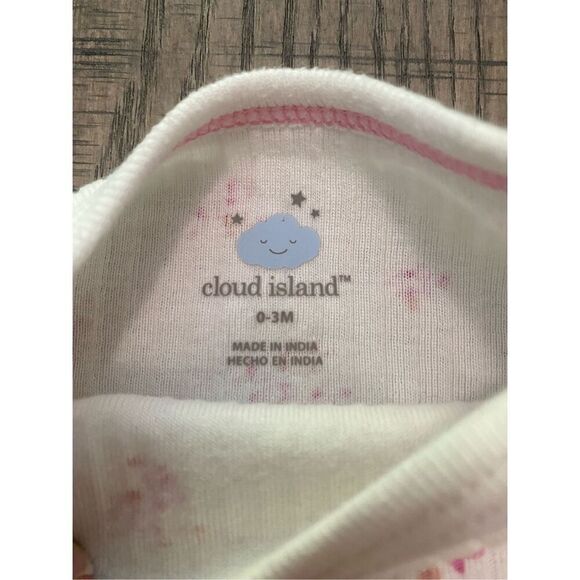 cloud island™
0-3M
MADE IN INDIA
HECHO EN INDIA